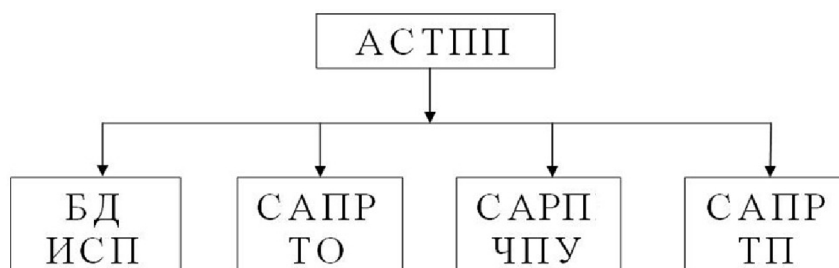 АСТПП
БД
ИСП
САПР
ТО
САРП
ЧПУ
САПР
ТП